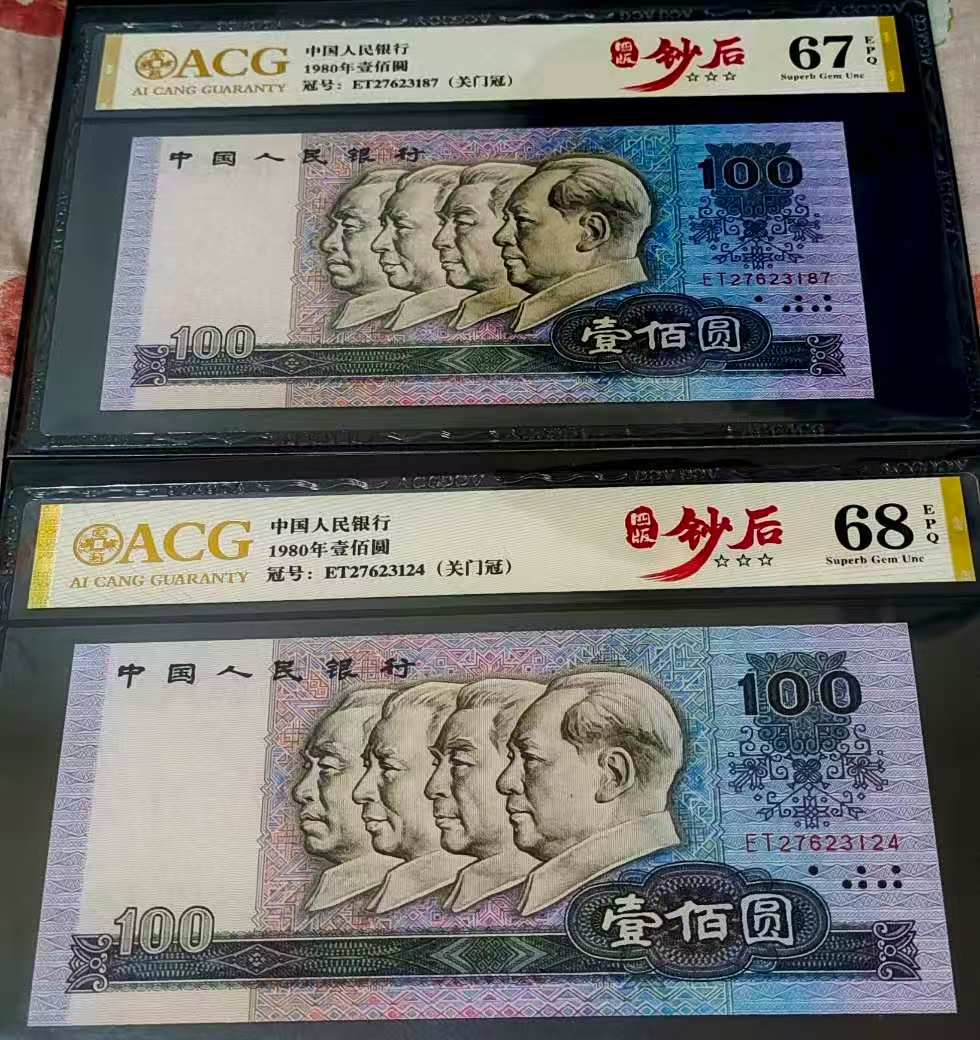 ACG
AI CANG GUARANTY
中国人民银行
1980年壹佰圆
冠号：ET27623187（关门冠）
四版 钞后
☆☆☆
67 EPQ
Superb Gem Unc
中国人民银行
100
ET27623187
100
壹佰圆
ACG
AI CANG GUARANTY
中国人民银行
1980年壹佰圆
冠号：ET27623124（关门冠）
四版 钞后
☆☆☆
68 EPQ
Superb Gem Unc
中国人民银行
100
ET27623124
100
壹佰圆